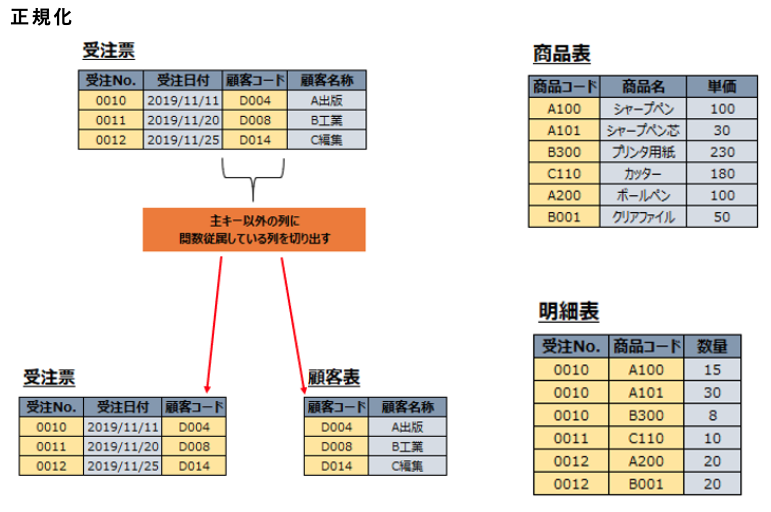 正規化
受注票
受注No. 受注日付 顧客コード 顧客名称
0010 2019/11/11 D004 A出版
0011 2019/11/20 D008 B工業
0012 2019/11/25 D014 C編集
主キー以外の列に
関数従属している列を切り出す
受注票
受注No. 受注日付 顧客コード
0010 2019/11/11 D004
0011 2019/11/20 D008
0012 2019/11/25 D014
顧客表
顧客コード 顧客名称
D004 A出版
D008 B工業
D014 C編集
商品表
商品コード 商品名 単価
A100 シャープペン 100
A101 シャープペン芯 30
B300 プリンタ用紙 230
C110 カッター 180
A200 ボールペン 100
B001 クリアファイル 50
明細表
受注No. 商品コード 数量
0010 A100 15
0010 A101 30
0010 B300 8
0011 C110 10
0012 A200 20
0012 B001 20